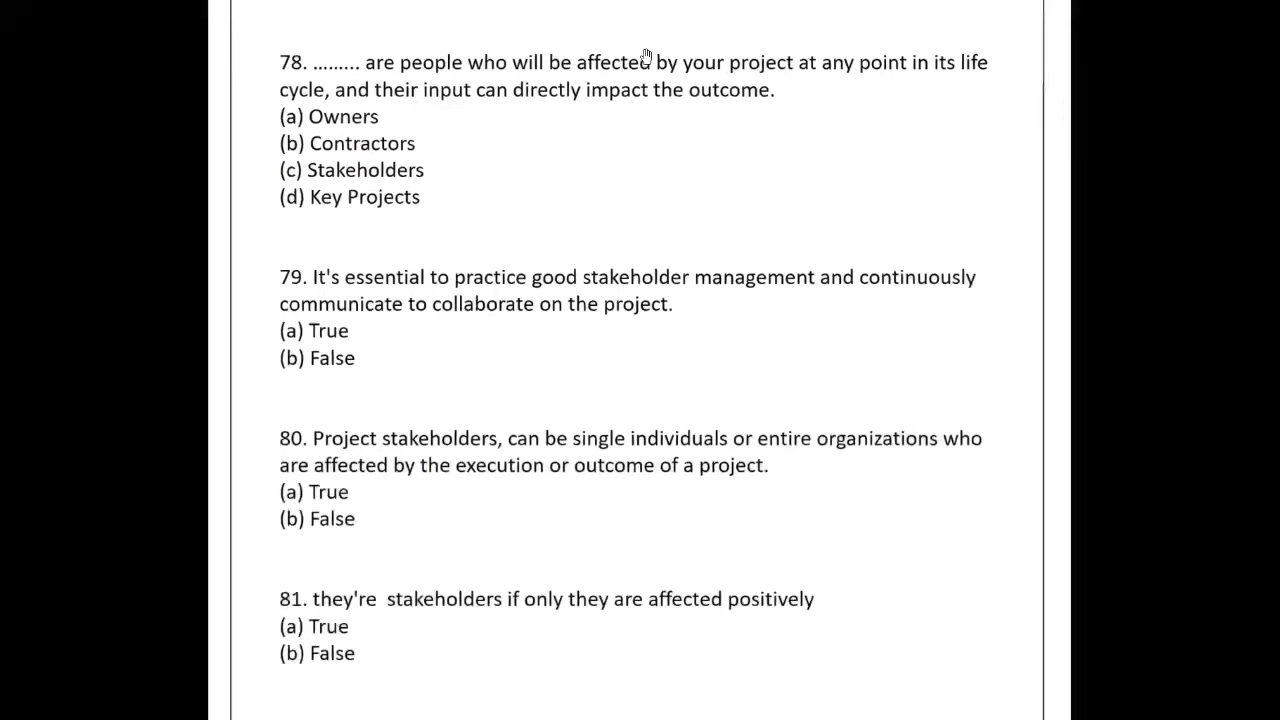 78. ......... are people who will be affected by your project at any point in its life
cycle, and their input can directly impact the outcome.
(a) Owners
(b) Contractors
(c) Stakeholders
(d) Key Projects
79. It's essential to practice good stakeholder management and continuously
communicate to collaborate on the project.
(a) True
(b) False
80. Project stakeholders, can be single individuals or entire organizations who
are affected by the execution or outcome of a project.
(a) True
(b) False
81. they're  stakeholders if only they are affected positively
(a) True
(b) False